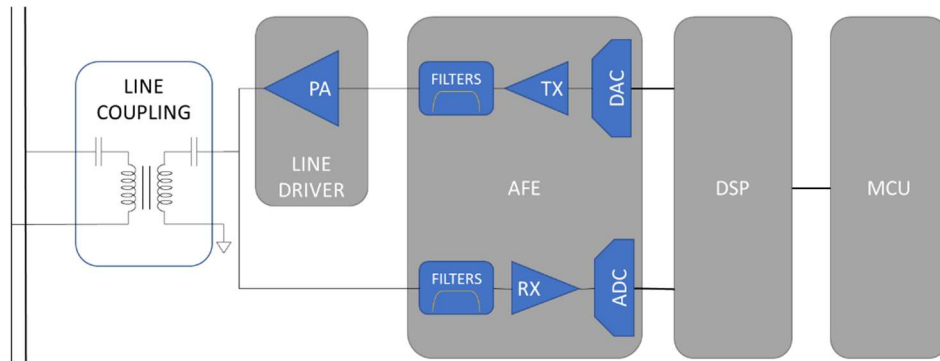 LINE
COUPLING
PA
LINE
DRIVER
FILTERS
TX
DAC
AFE
FILTERS
RX
ADC
DSP
MCU